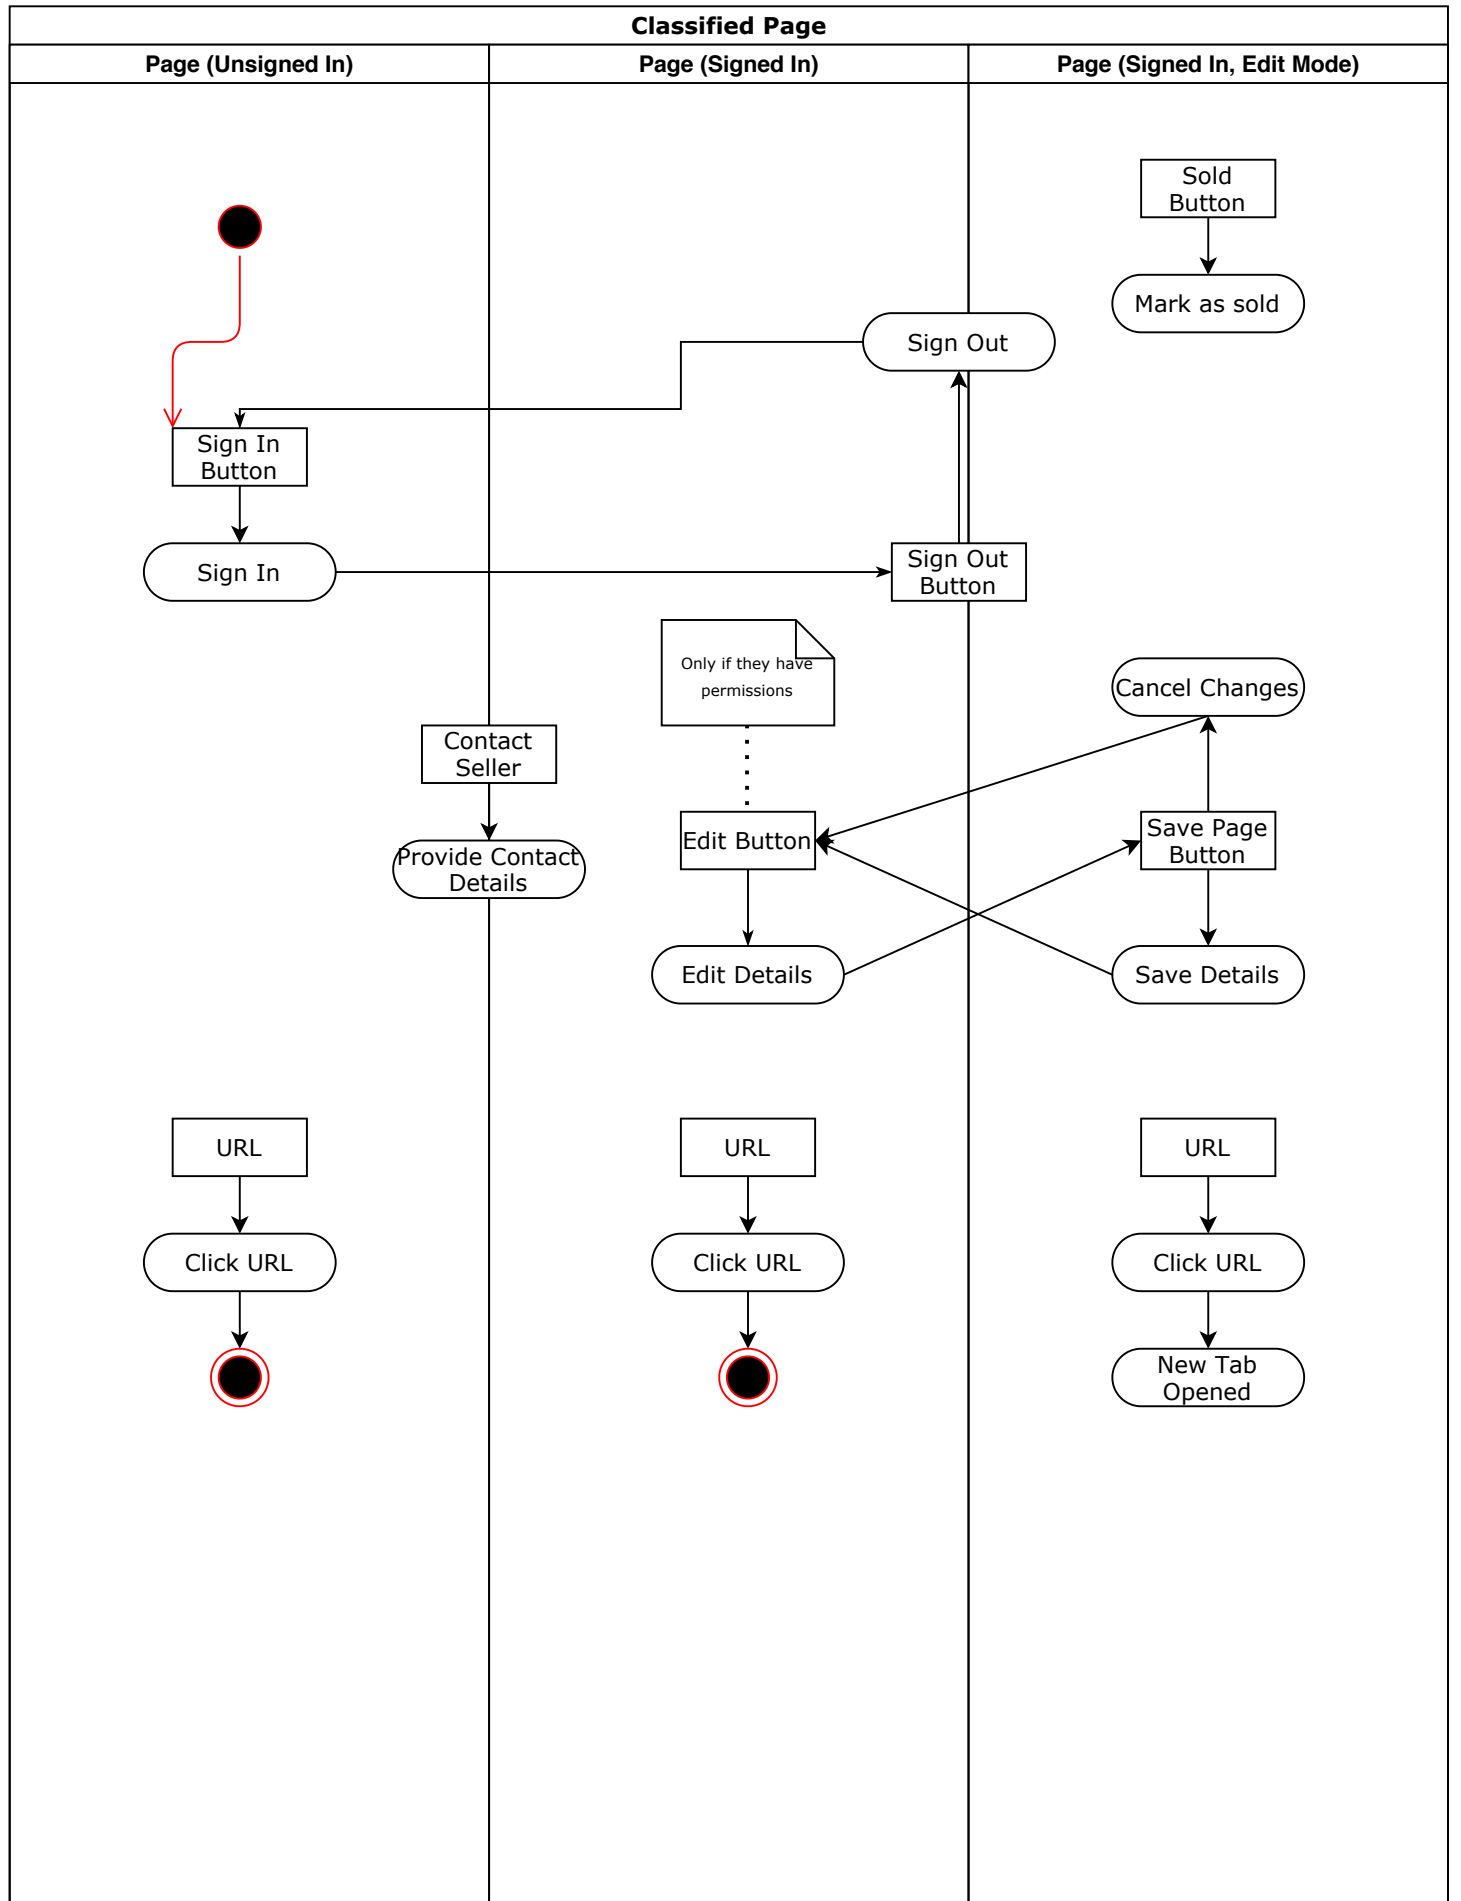 Classified Page
Page (Unsigned In)
Page (Signed In)
Page (Signed In, Edit Mode)
Sold
Button
Mark as sold
Sign Out
Sign In
Button
Sign In
Sign Out
Button
Only if they have
permissions
Cancel Changes
Contact
Seller
Edit Button
Save Page
Button
Provide Contact
Details
Edit Details
Save Details
URL
URL
URL
Click URL
Click URL
Click URL
New Tab
Opened